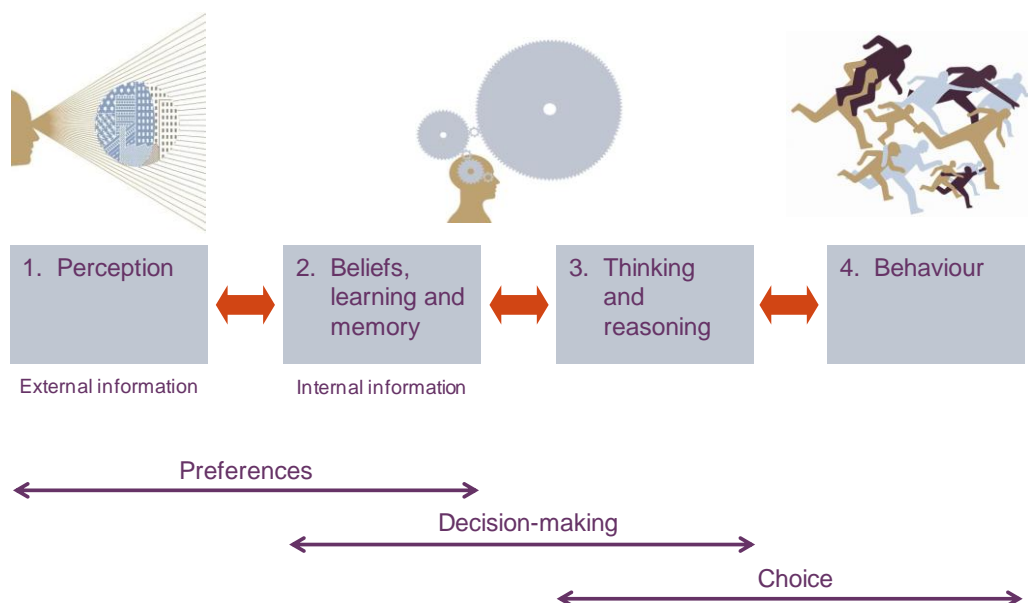 1. Perception
2. Beliefs,
learning and
memory
3. Thinking
and
reasoning
4. Behaviour
External information
Internal information
Preferences
Decision-making
Choice